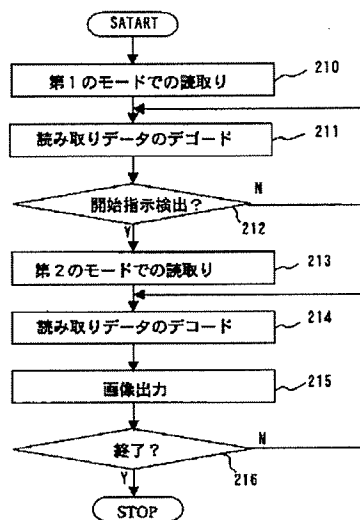 SATART
第1のモードでの読取り
210
読み取りデータのデゴード
211
開始指示検出?
N
Y
212
第2のモードでの読取り
213
読み取りデータのデコード
214
画像出力
215
終了?
N
Y
216
STOP